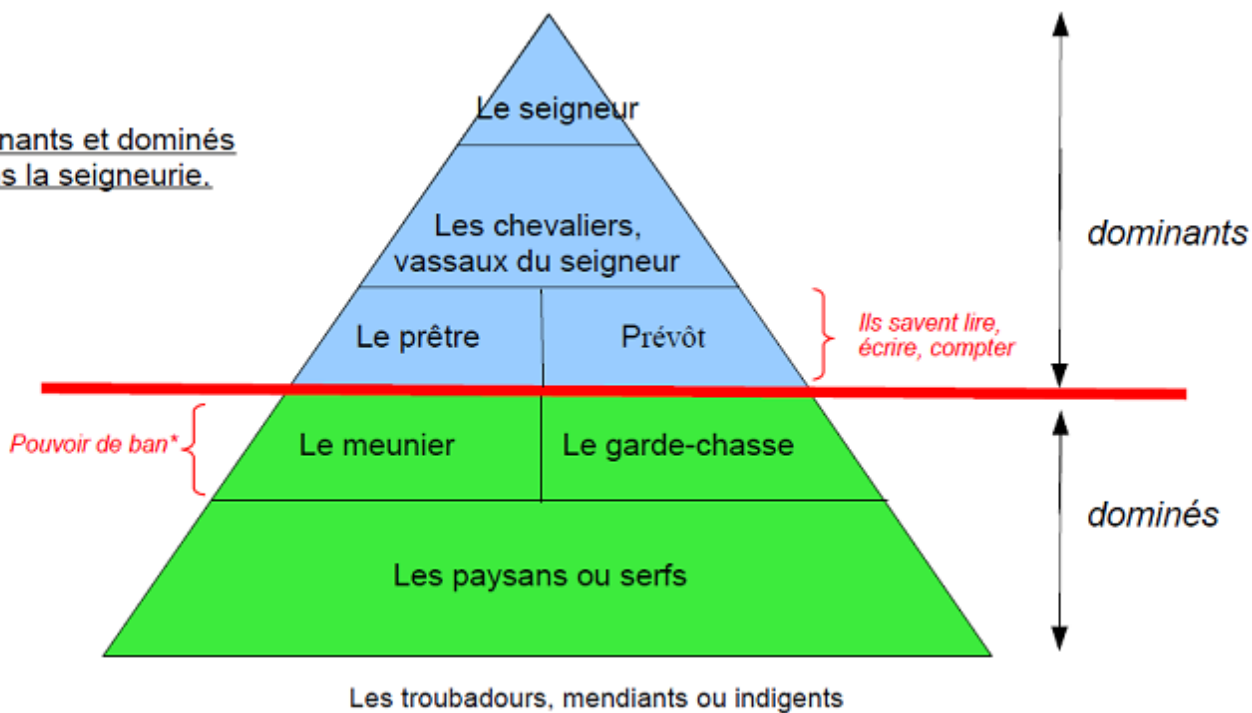 Le seigneur
nants et dominés
s la seigneurie.
Les chevaliers,
vassaux du seigneur
dominants
Le prêtre
Prévôt
Ils savent lire,
écrire, compter
Pouvoir de ban*
Le meunier
Le garde-chasse
dominés
Les paysans ou serfs
Les troubadours, mendiants ou indigents